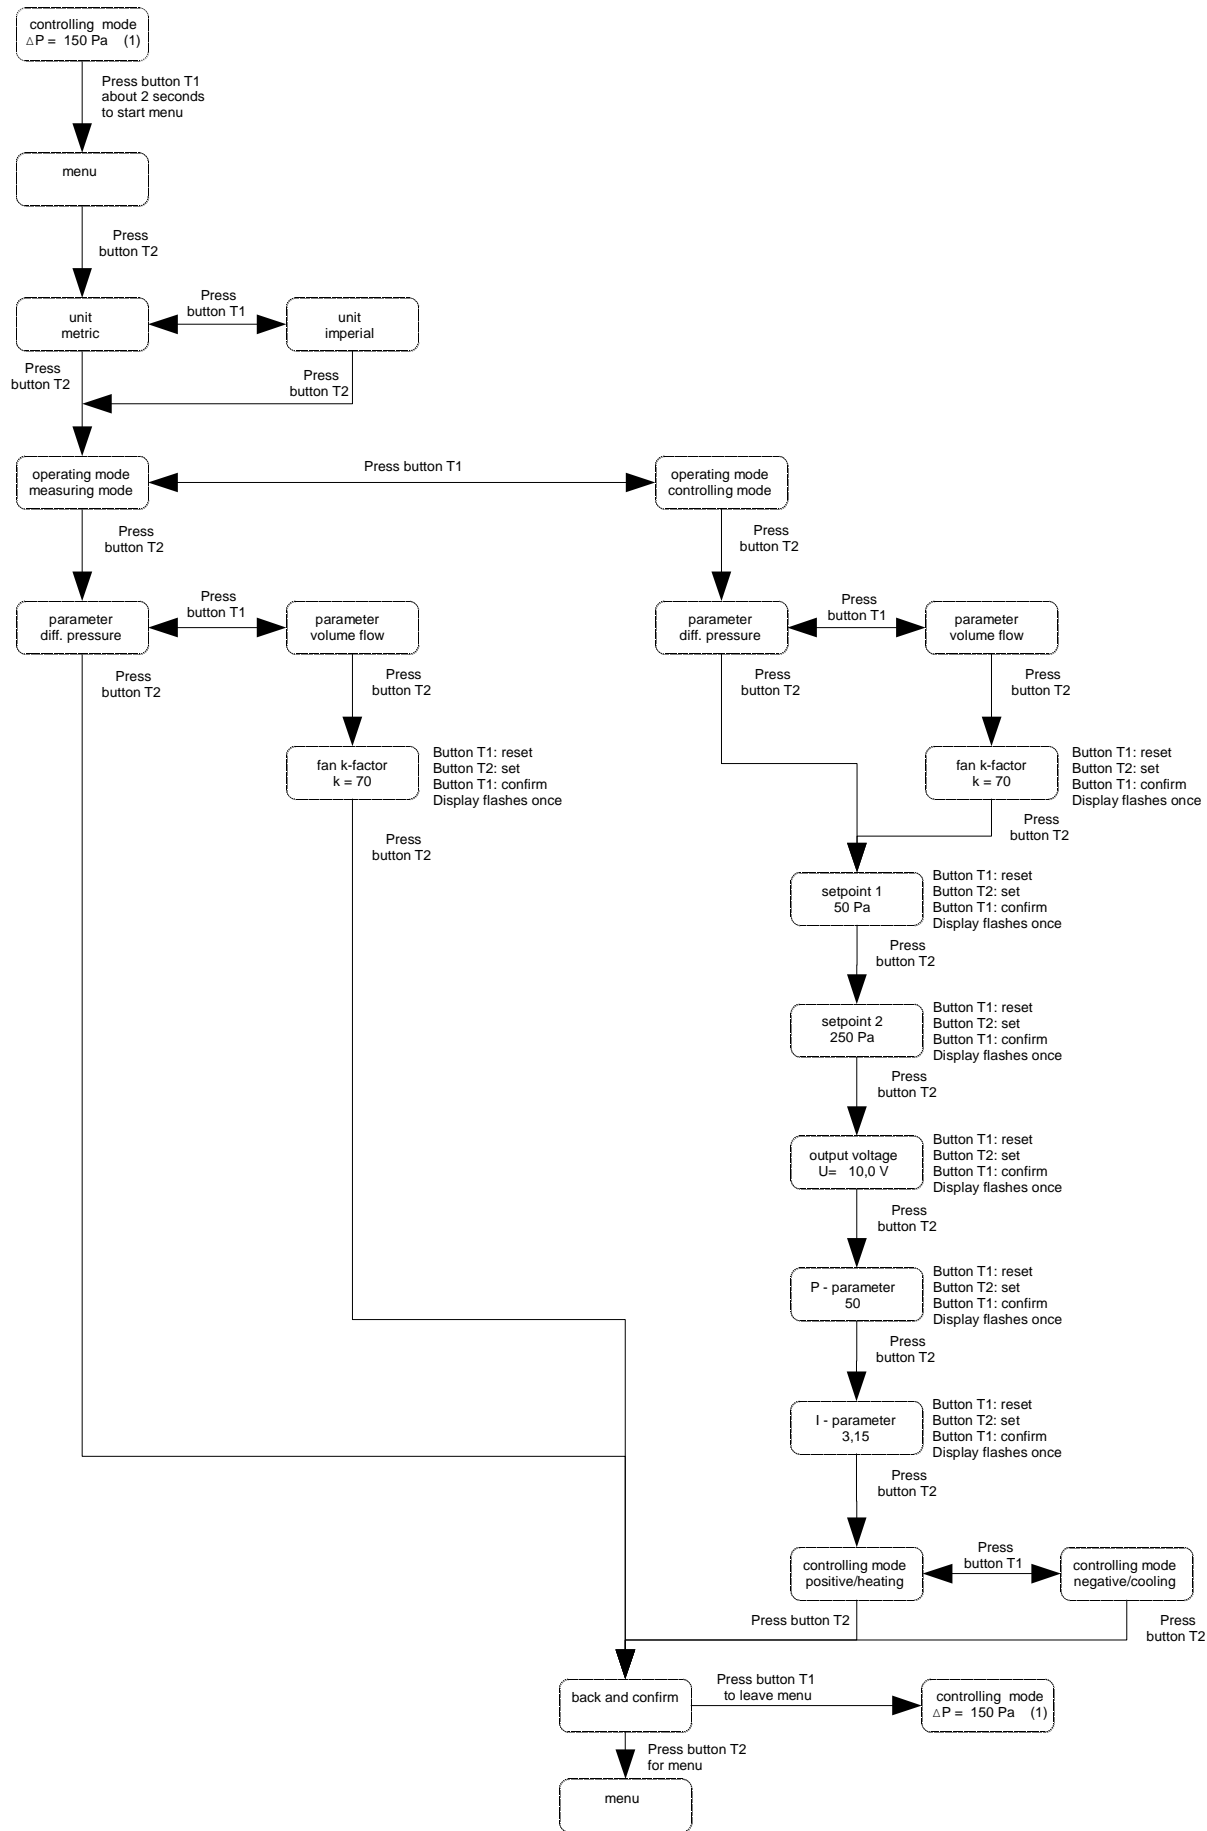 controlling mode
△P = 150 Pa (1)
Press button T1
about 2 seconds
to start menu
menu
Press
button T2
unit
metric
Press
button T1
unit
imperial
Press
button T2
Press
button T2
operating mode
measuring mode
Press button T1
operating mode
controlling mode
Press
button T2
Press
button T2
parameter
diff. pressure
Press
button T1
parameter
volume flow
parameter
diff. pressure
Press
button T1
parameter
volume flow
Press
button T2
Press
button T2
Press
button T2
Press
button T2
fan k-factor
k = 70
Button T1: reset
Button T2: set
Button T1: confirm
Display flashes once
fan k-factor
k = 70
Button T1: reset
Button T2: set
Button T1: confirm
Display flashes once
Press
button T2
Press
button T2
setpoint 1
50 Pa
Button T1: reset
Button T2: set
Button T1: confirm
Display flashes once
Press
button T2
setpoint 2
250 Pa
Button T1: reset
Button T2: set
Button T1: confirm
Display flashes once
Press
button T2
output voltage
U= 10,0 V
Button T1: reset
Button T2: set
Button T1: confirm
Display flashes once
Press
button T2
P - parameter
50
Button T1: reset
Button T2: set
Button T1: confirm
Display flashes once
Press
button T2
I - parameter
3,15
Button T1: reset
Button T2: set
Button T1: confirm
Display flashes once
Press
button T2
controlling mode
positive/heating
Press
button T1
controlling mode
negative/cooling
Press button T2
Press
button T2
back and confirm
Press button T1
to leave menu
controlling mode
△P = 150 Pa (1)
Press button T2
for menu
menu